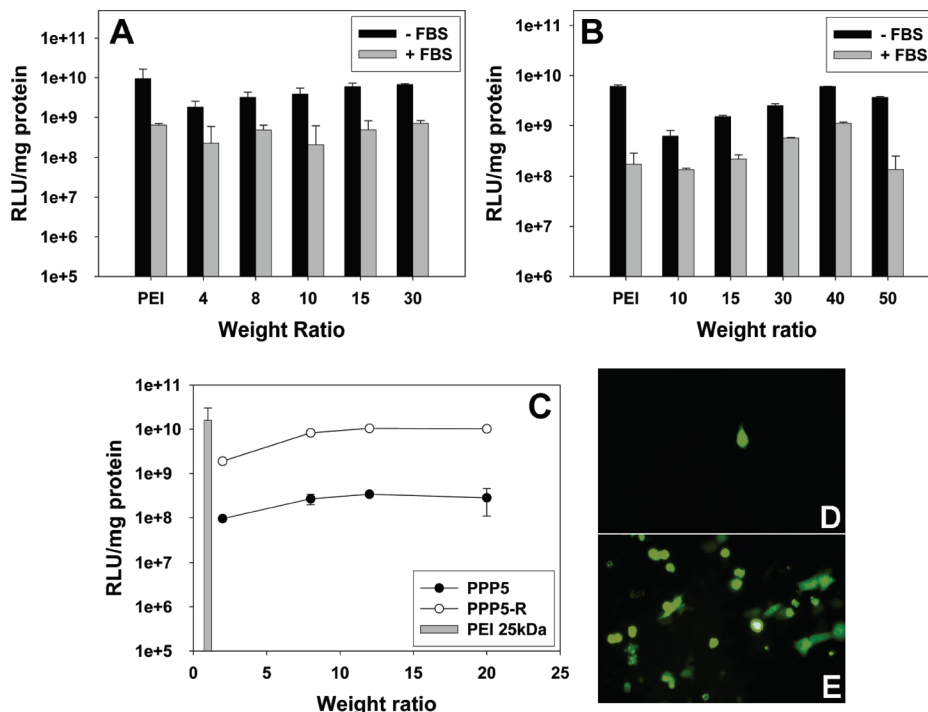 A
- FBS
+ FBS
1e+11
1e+10
1e+9
1e+8
1e+7
1e+6
1e+5
RLU/mg protein
PEI 4 8 10 15 30
Weight Ratio
B
- FBS
+ FBS
1e+11
1e+10
1e+9
1e+8
1e+7
1e+6
RLU/mg protein
PEI 10 15 30 40 50
Weight ratio
C
1e+11
1e+10
1e+9
1e+8
1e+7
1e+6
1e+5
RLU/mg protein
PPP5
PPP5-R
PEI 25kDa
0 5 10 15 20 25
Weight ratio
D
E